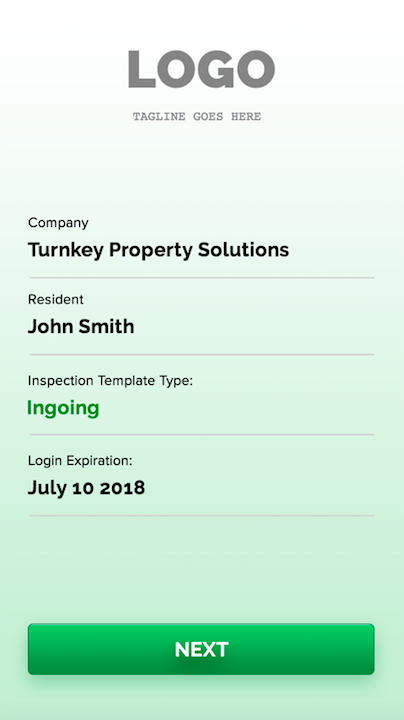 LOGO
TAGLINE GOES HERE
Company
Turnkey Property Solutions
Resident
John Smith
Inspection Template Type:
Ingoing
Login Expiration:
July 10 2018
NEXT